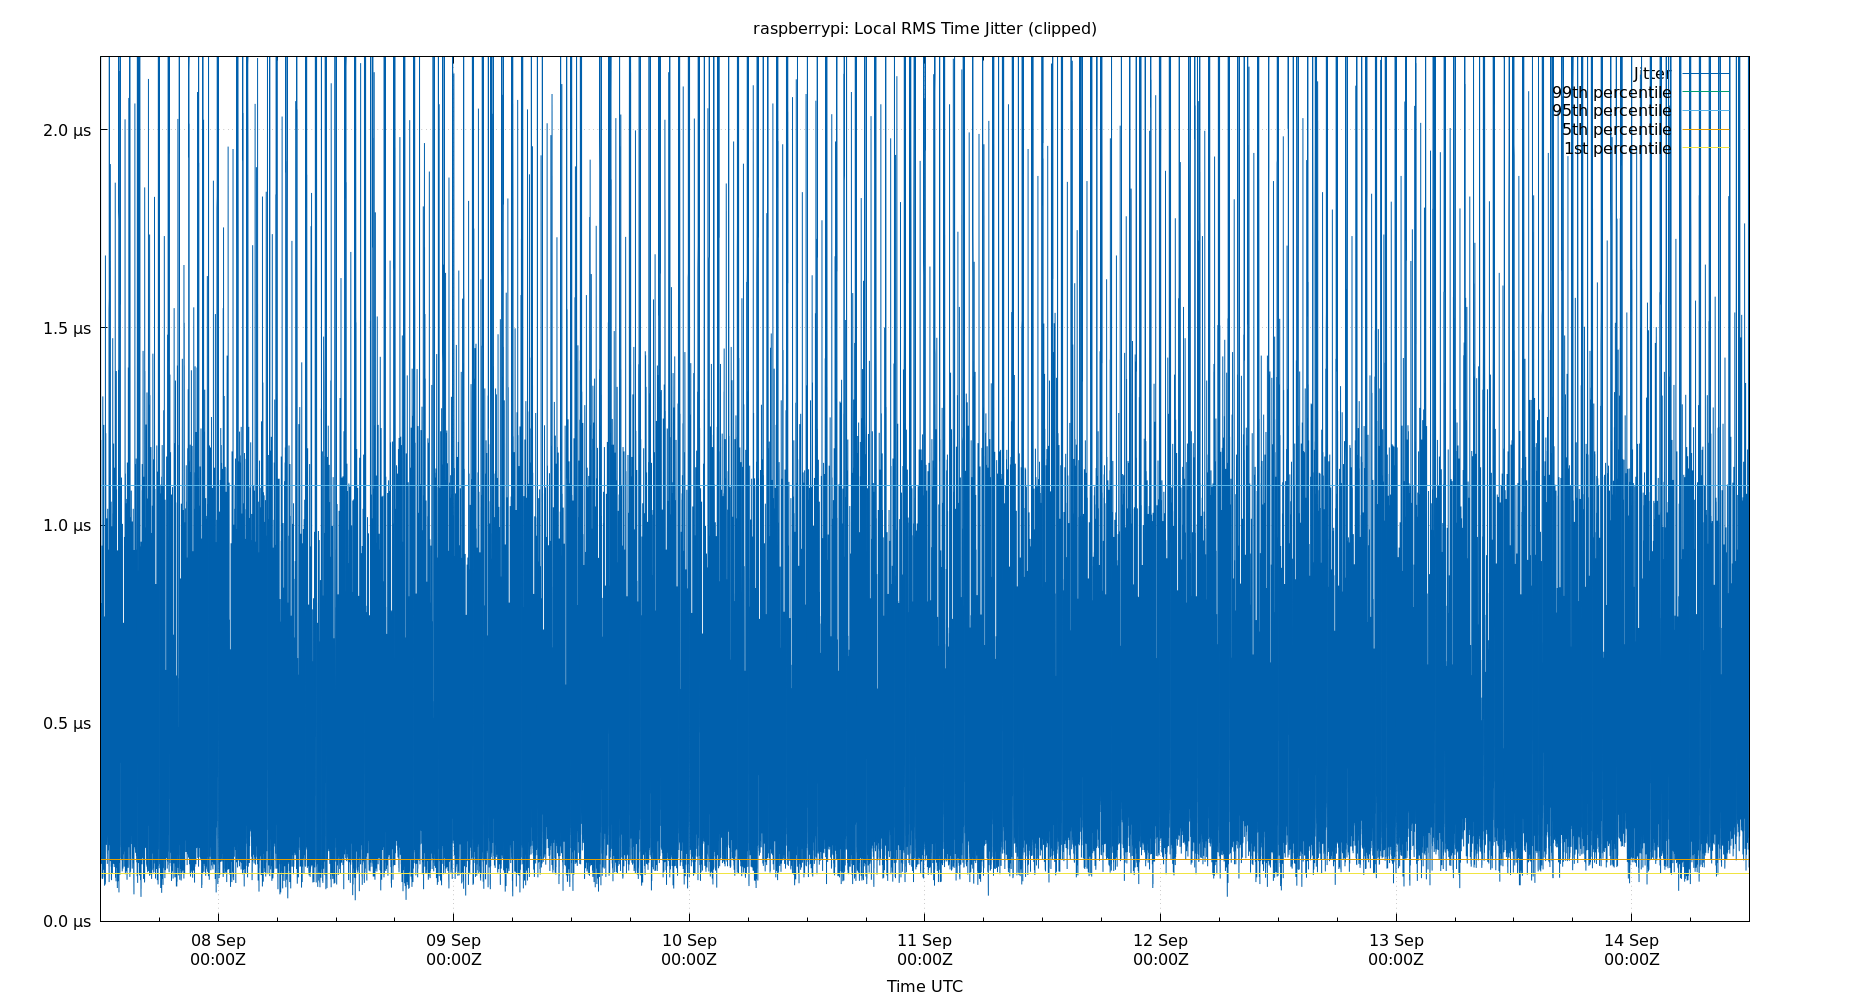 raspberrypi: Local RMS Time Jitter (clipped)
Jitter
99th percentile
95th percentile
5th percentile
1st percentile
2.0 µs
1.5 µs
1.0 µs
0.5 µs
0.0 µs
08 Sep 09 Sep 10 Sep 11 Sep 12 Sep 13 Sep 14 Sep
00:00Z 00:00Z 00:00Z 00:00Z 00:00Z 00:00Z 00:00Z
Time UTC